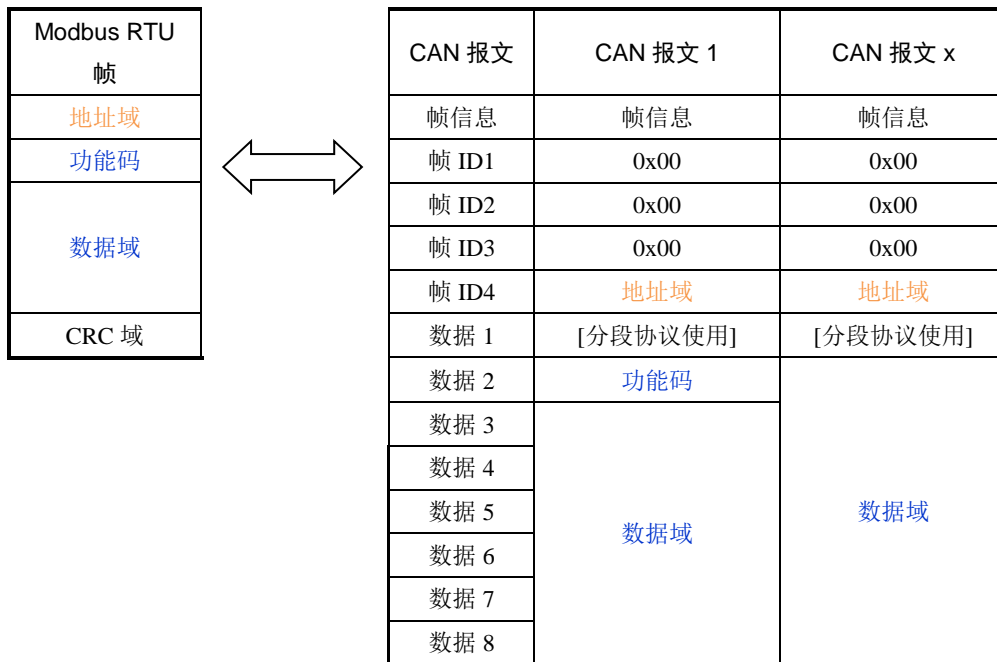 Modbus RTU
帧
地址域
功能码
数据域
CRC 域
CAN 报文 CAN 报文 1 CAN 报文 x
帧信息 帧信息 帧信息
帧 ID1 0x00 0x00
帧 ID2 0x00 0x00
帧 ID3 0x00 0x00
帧 ID4 地址域 地址域
数据 1 [分段协议使用] [分段协议使用]
数据 2 功能码
数据 3
数据 4
数据 5
数据 6
数据 7
数据 8
数据域
数据域